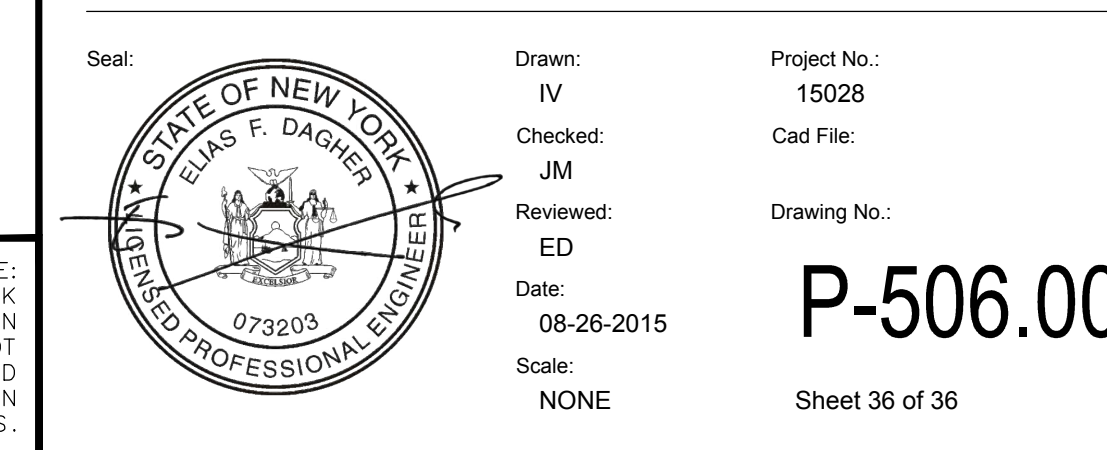 Seal:
STATE OF NEW YORK
ELIAS F. DAGHER
EXCELSIOR
073203
LICENSED PROFESSIONAL ENGINEER
Drawn:
IV
Checked:
JM
Reviewed:
ED
Date:
08-26-2015
Scale:
NONE
Project No.:
15028
Cad File:
Drawing No.:
P-506.00
Sheet 36 of 36
E:
K
N
OT
D
N
S.